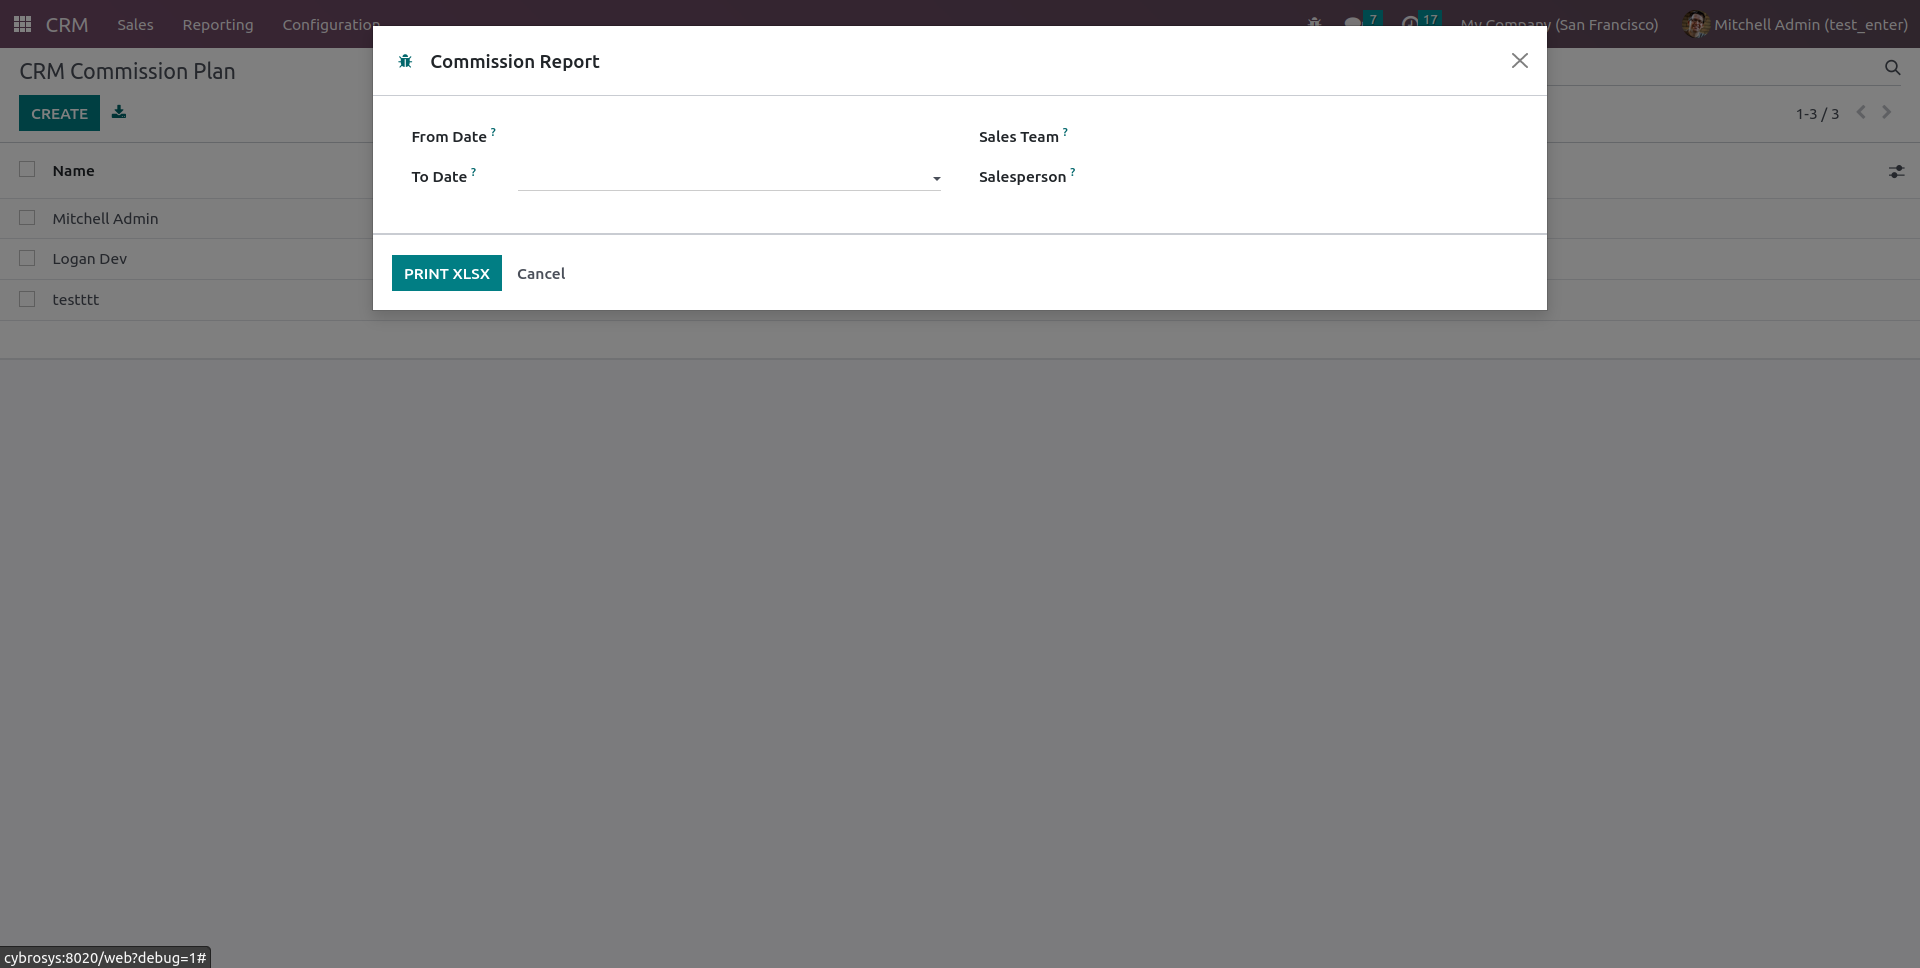 CRM Sales Reporting Configuration 7 17 My Company (San Francisco) Mitchell Admin (test_enter)
CRM Commission Plan
CREATE
1-3 / 3
Name
Mitchell Admin
Logan Dev
testttt
Commission Report
From Date ?
To Date ?
Sales Team ?
Salesperson ?
PRINT XLSX Cancel
cybrosys:8020/web?debug=1#